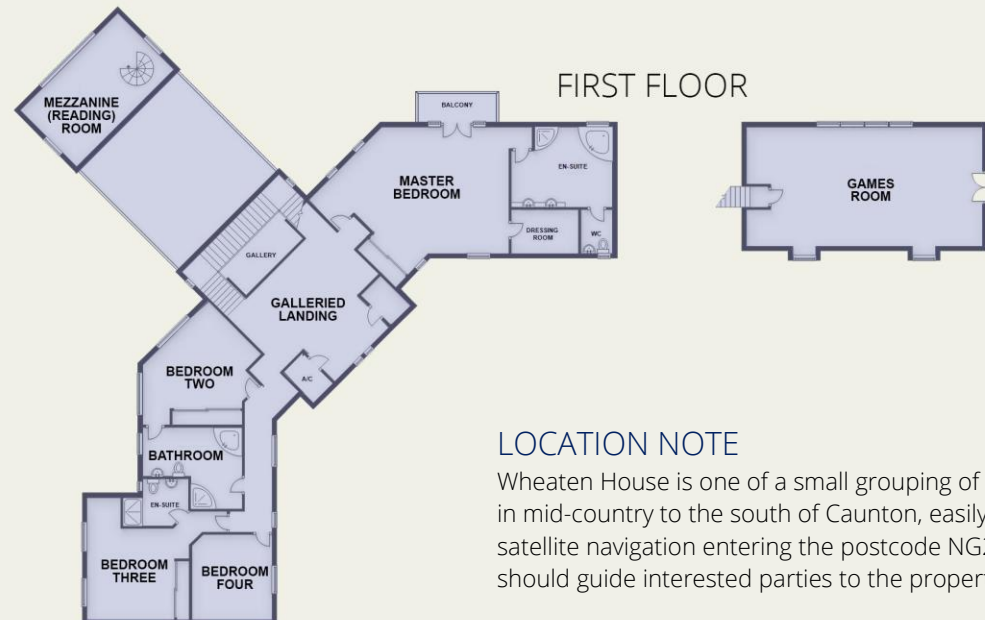 FIRST FLOOR
MEZZANINE
(READING)
ROOM
BALCONY
MASTER
BEDROOM
EN-SUITE
DRESSING
ROOM
WC
GAMES
ROOM
GALLERY
GALLERIED
LANDING
A/C
BEDROOM
TWO
BATHROOM
EN-SUITE
BEDROOM
THREE
BEDROOM
FOUR
LOCATION NOTE
Wheaten House is one of a small grouping of
in mid-country to the south of Caunton, easily
satellite navigation entering the postcode
should guide interested parties to the